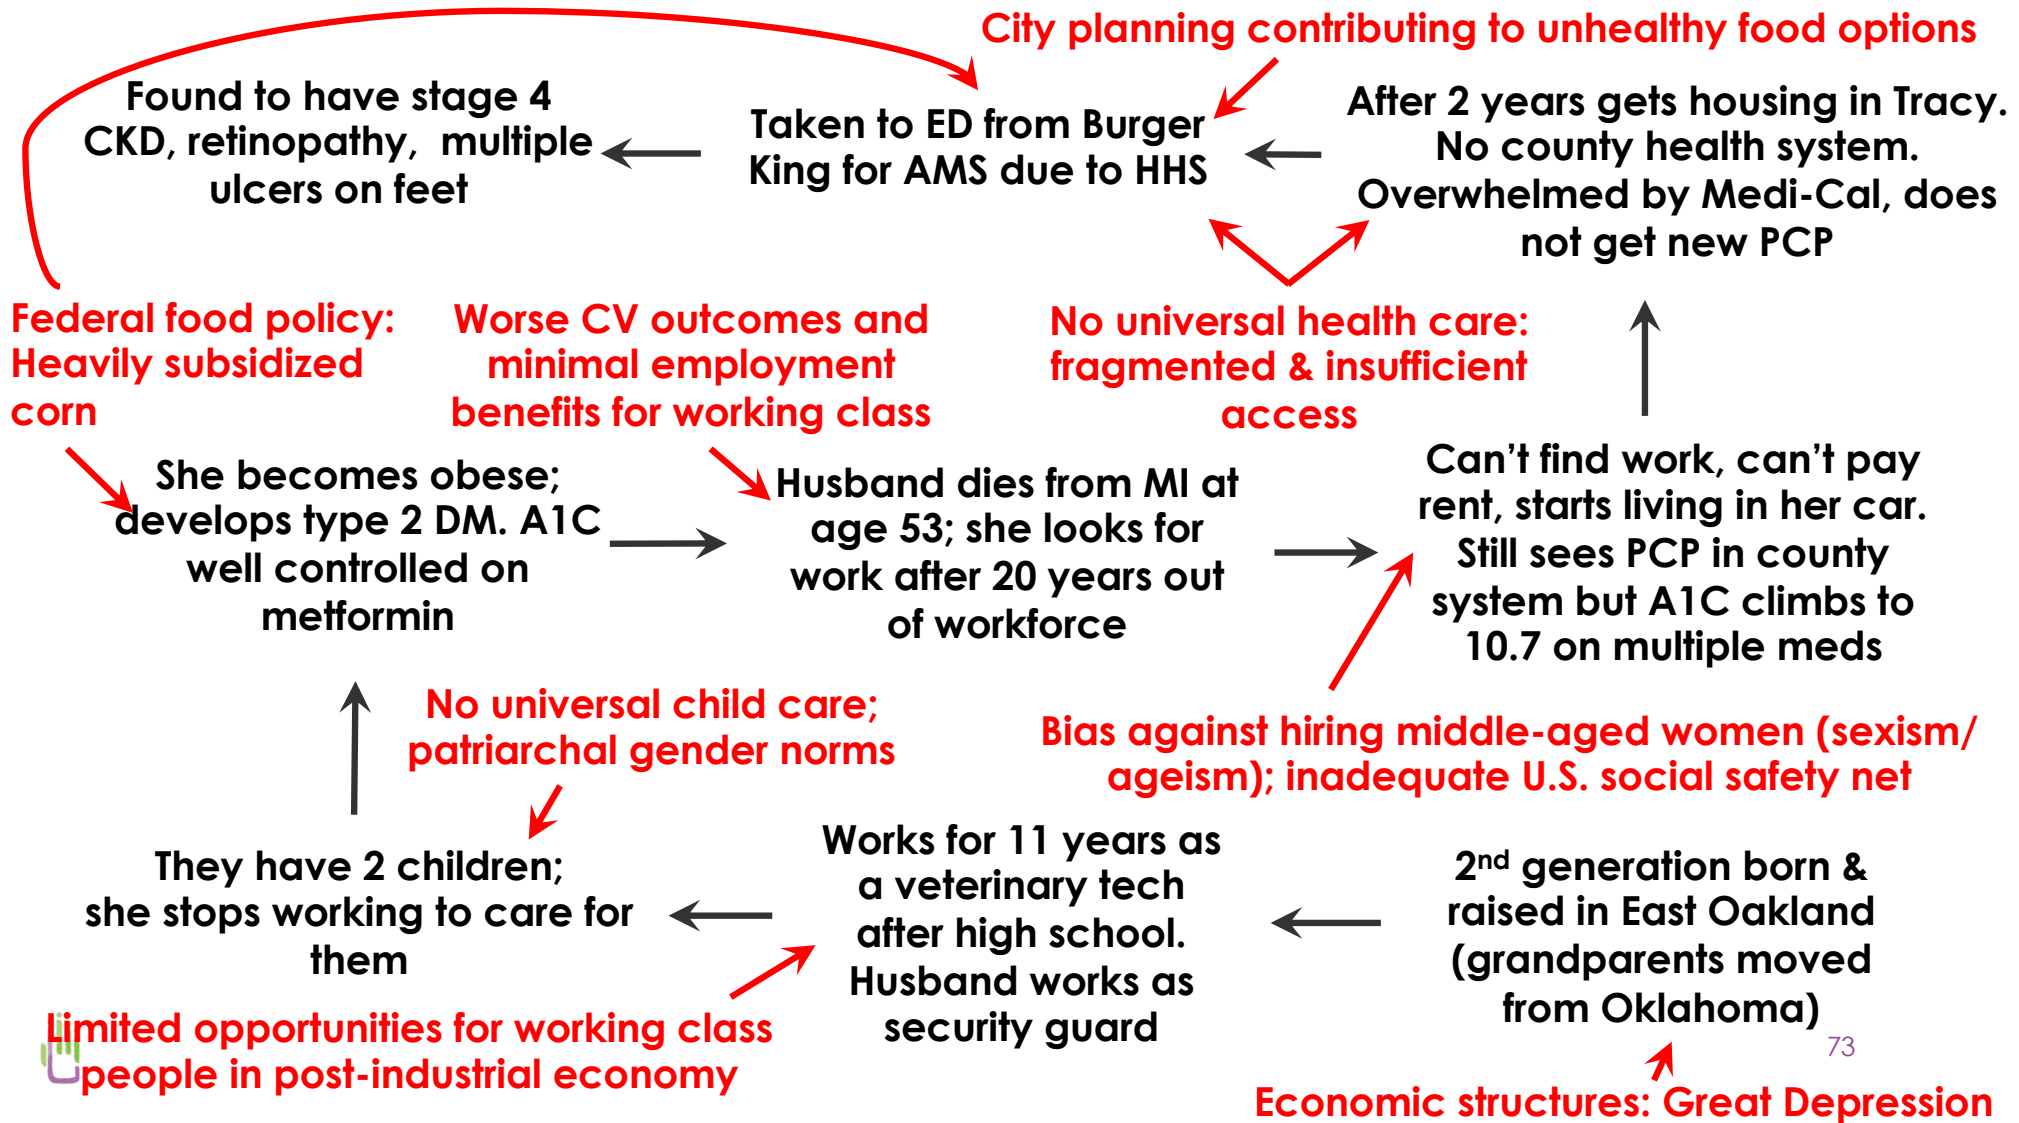 City planning contributing to unhealthy food options
Found to have stage 4
CKD, retinopathy, multiple
ulcers on feet
Taken to ED from Burger
King for AMS due to HHS
After 2 years gets housing in Tracy.
No county health system.
Overwhelmed by Medi-Cal, does
not get new PCP
Federal food policy:
Heavily subsidized
corn
Worse CV outcomes and
minimal employment
benefits for working class
No universal health care:
fragmented & insufficient
access
She becomes obese;
develops type 2 DM. A1C
well controlled on
metformin
Husband dies from MI at
age 53; she looks for
work after 20 years out
of workforce
Can't find work, can't pay
rent, starts living in her car.
Still sees PCP in county
system but A1C climbs to
10.7 on multiple meds
No universal child care;
patriarchal gender norms
Bias against hiring middle-aged women (sexism/
ageism); inadequate U.S. social safety net
They have 2 children;
she stops working to care for
them
Works for 11 years as
a veterinary tech
after high school.
Husband works as
security guard
2nd generation born &
raised in East Oakland
(grandparents moved
from Oklahoma)
Limited opportunities for working class
people in post-industrial economy
73
Economic structures: Great Depression